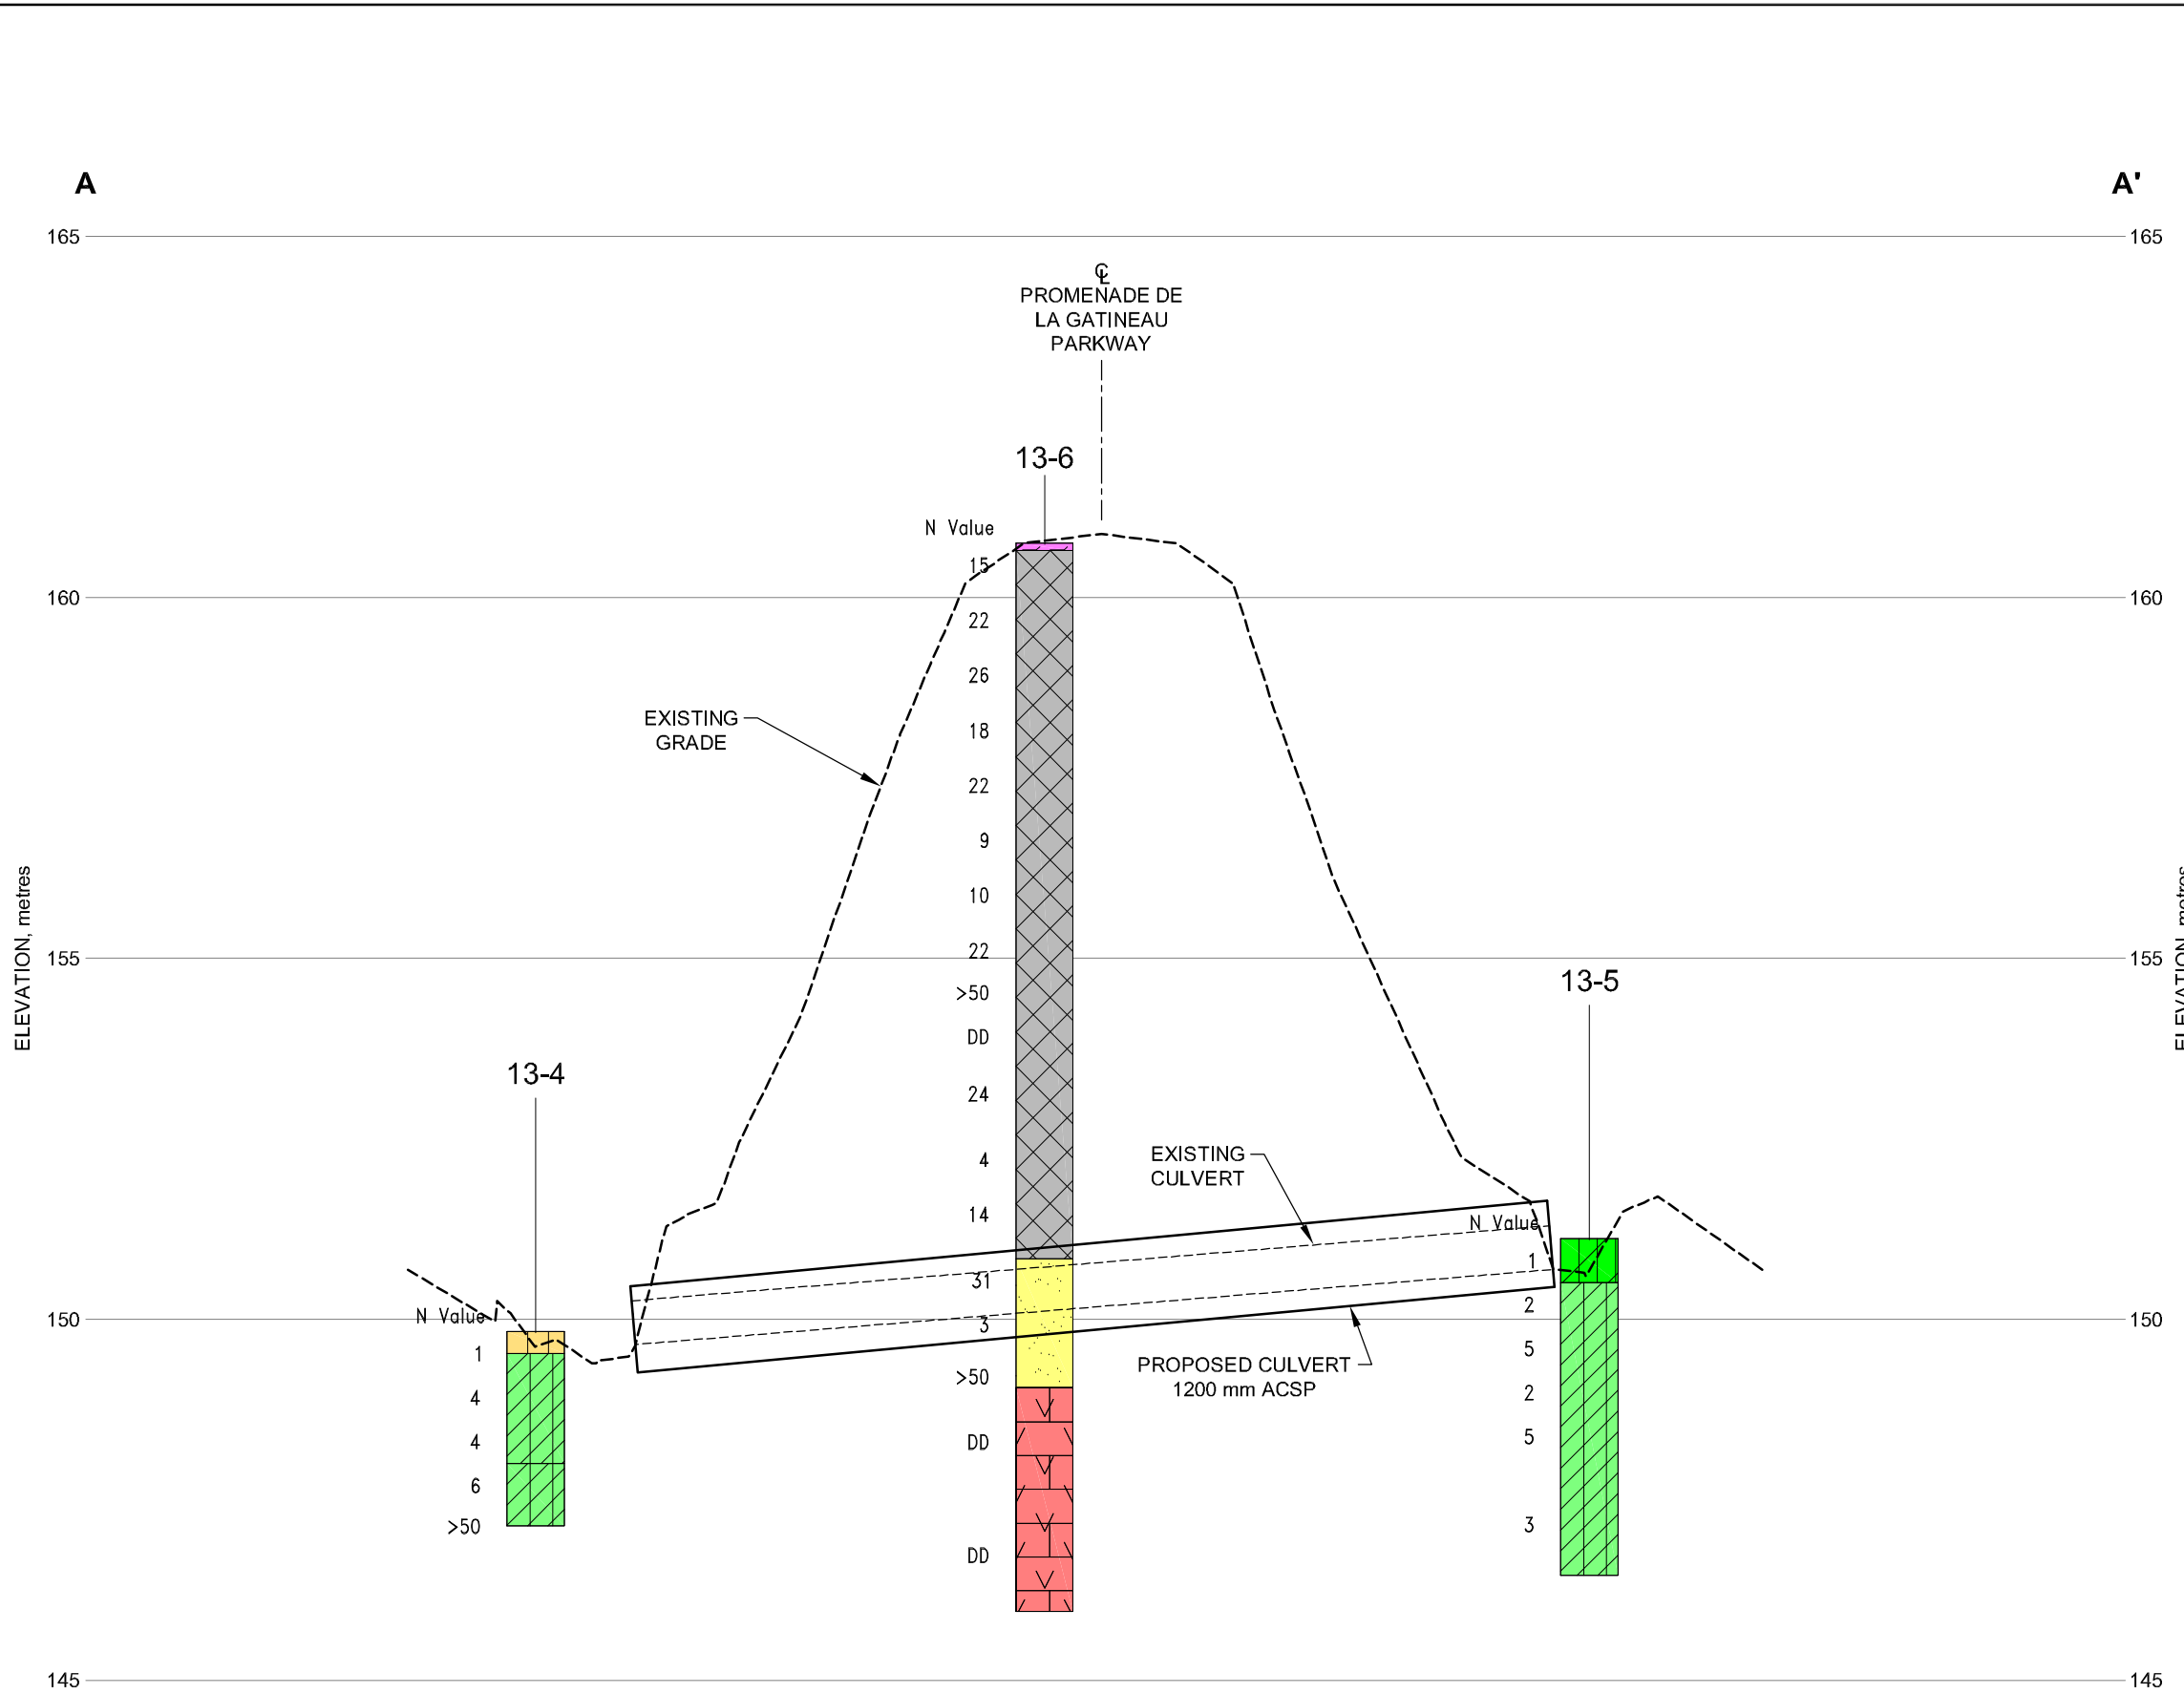 A
A'
165
165
℄
PROMENADE DE
LA GATINEAU
PARKWAY
13-6
N Value
15
160
160
22
26
EXISTING
GRADE
18
22
9
ELEVATION, metres
ELEVATION, metres
10
22
155
155
13-5
>50
DD
13-4
24
EXISTING
CULVERT
4
14
N Value
1
31
N Value
150
150
3
2
1
5
PROPOSED CULVERT
1200 mm ACSP
>50
4
2
4
DD
5
6
>50
3
DD
145
145